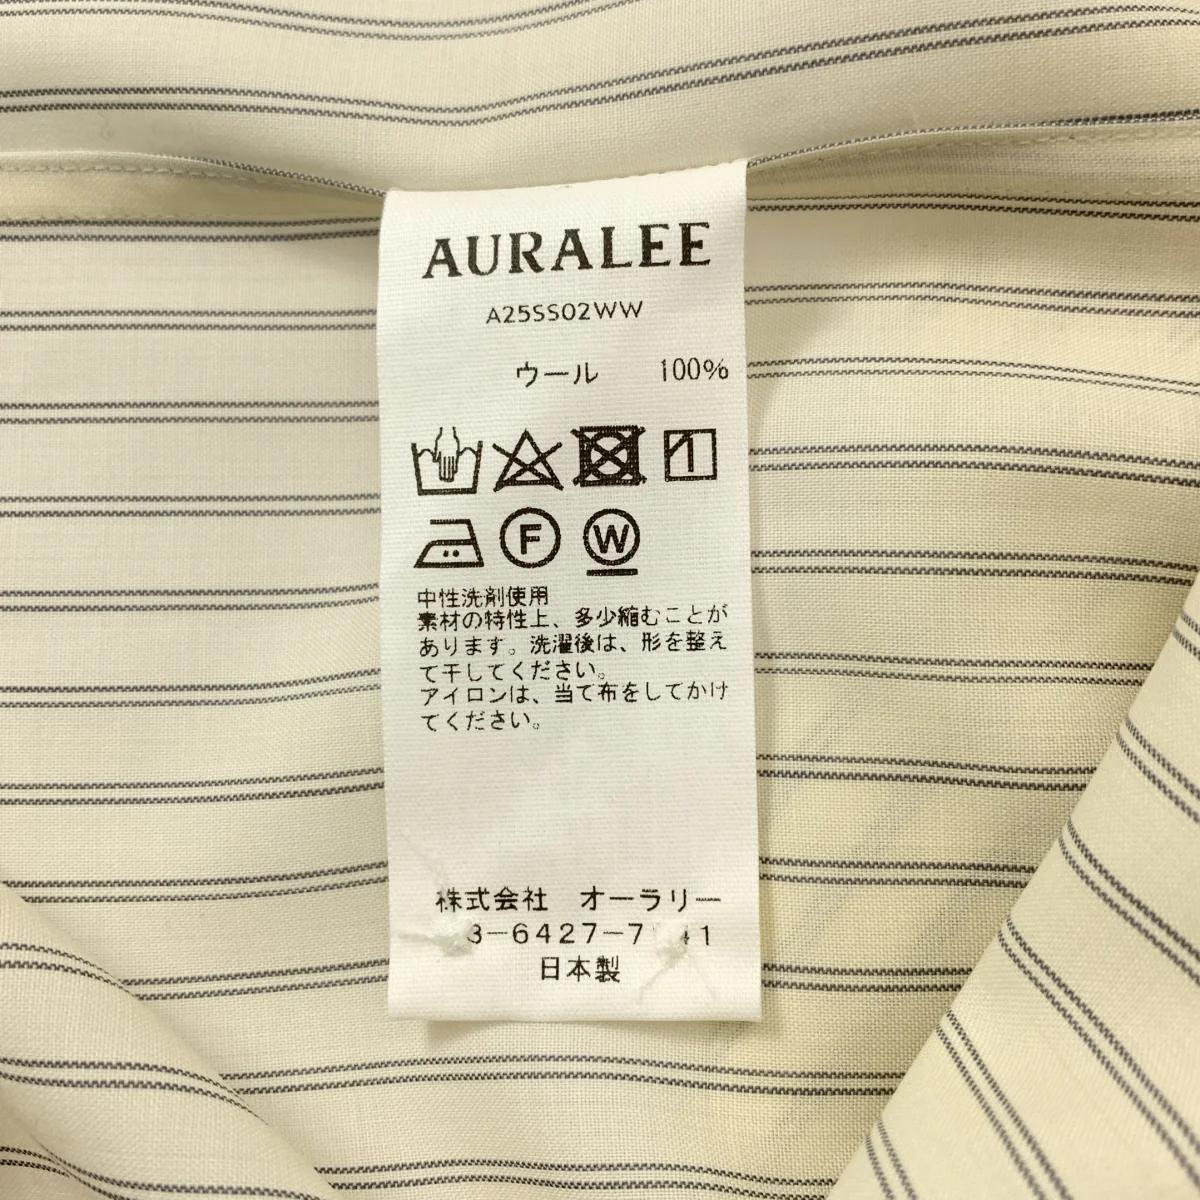 AURALEE
A25SS02WW
ウール 100%
F W
中性洗剤使用
素材の特性上、多少縮むことが
あります。洗濯後は、形を整え
て干してください。
アイロンは、当て布をしてかけ
てください。
株式会社 オーラリー
日本製